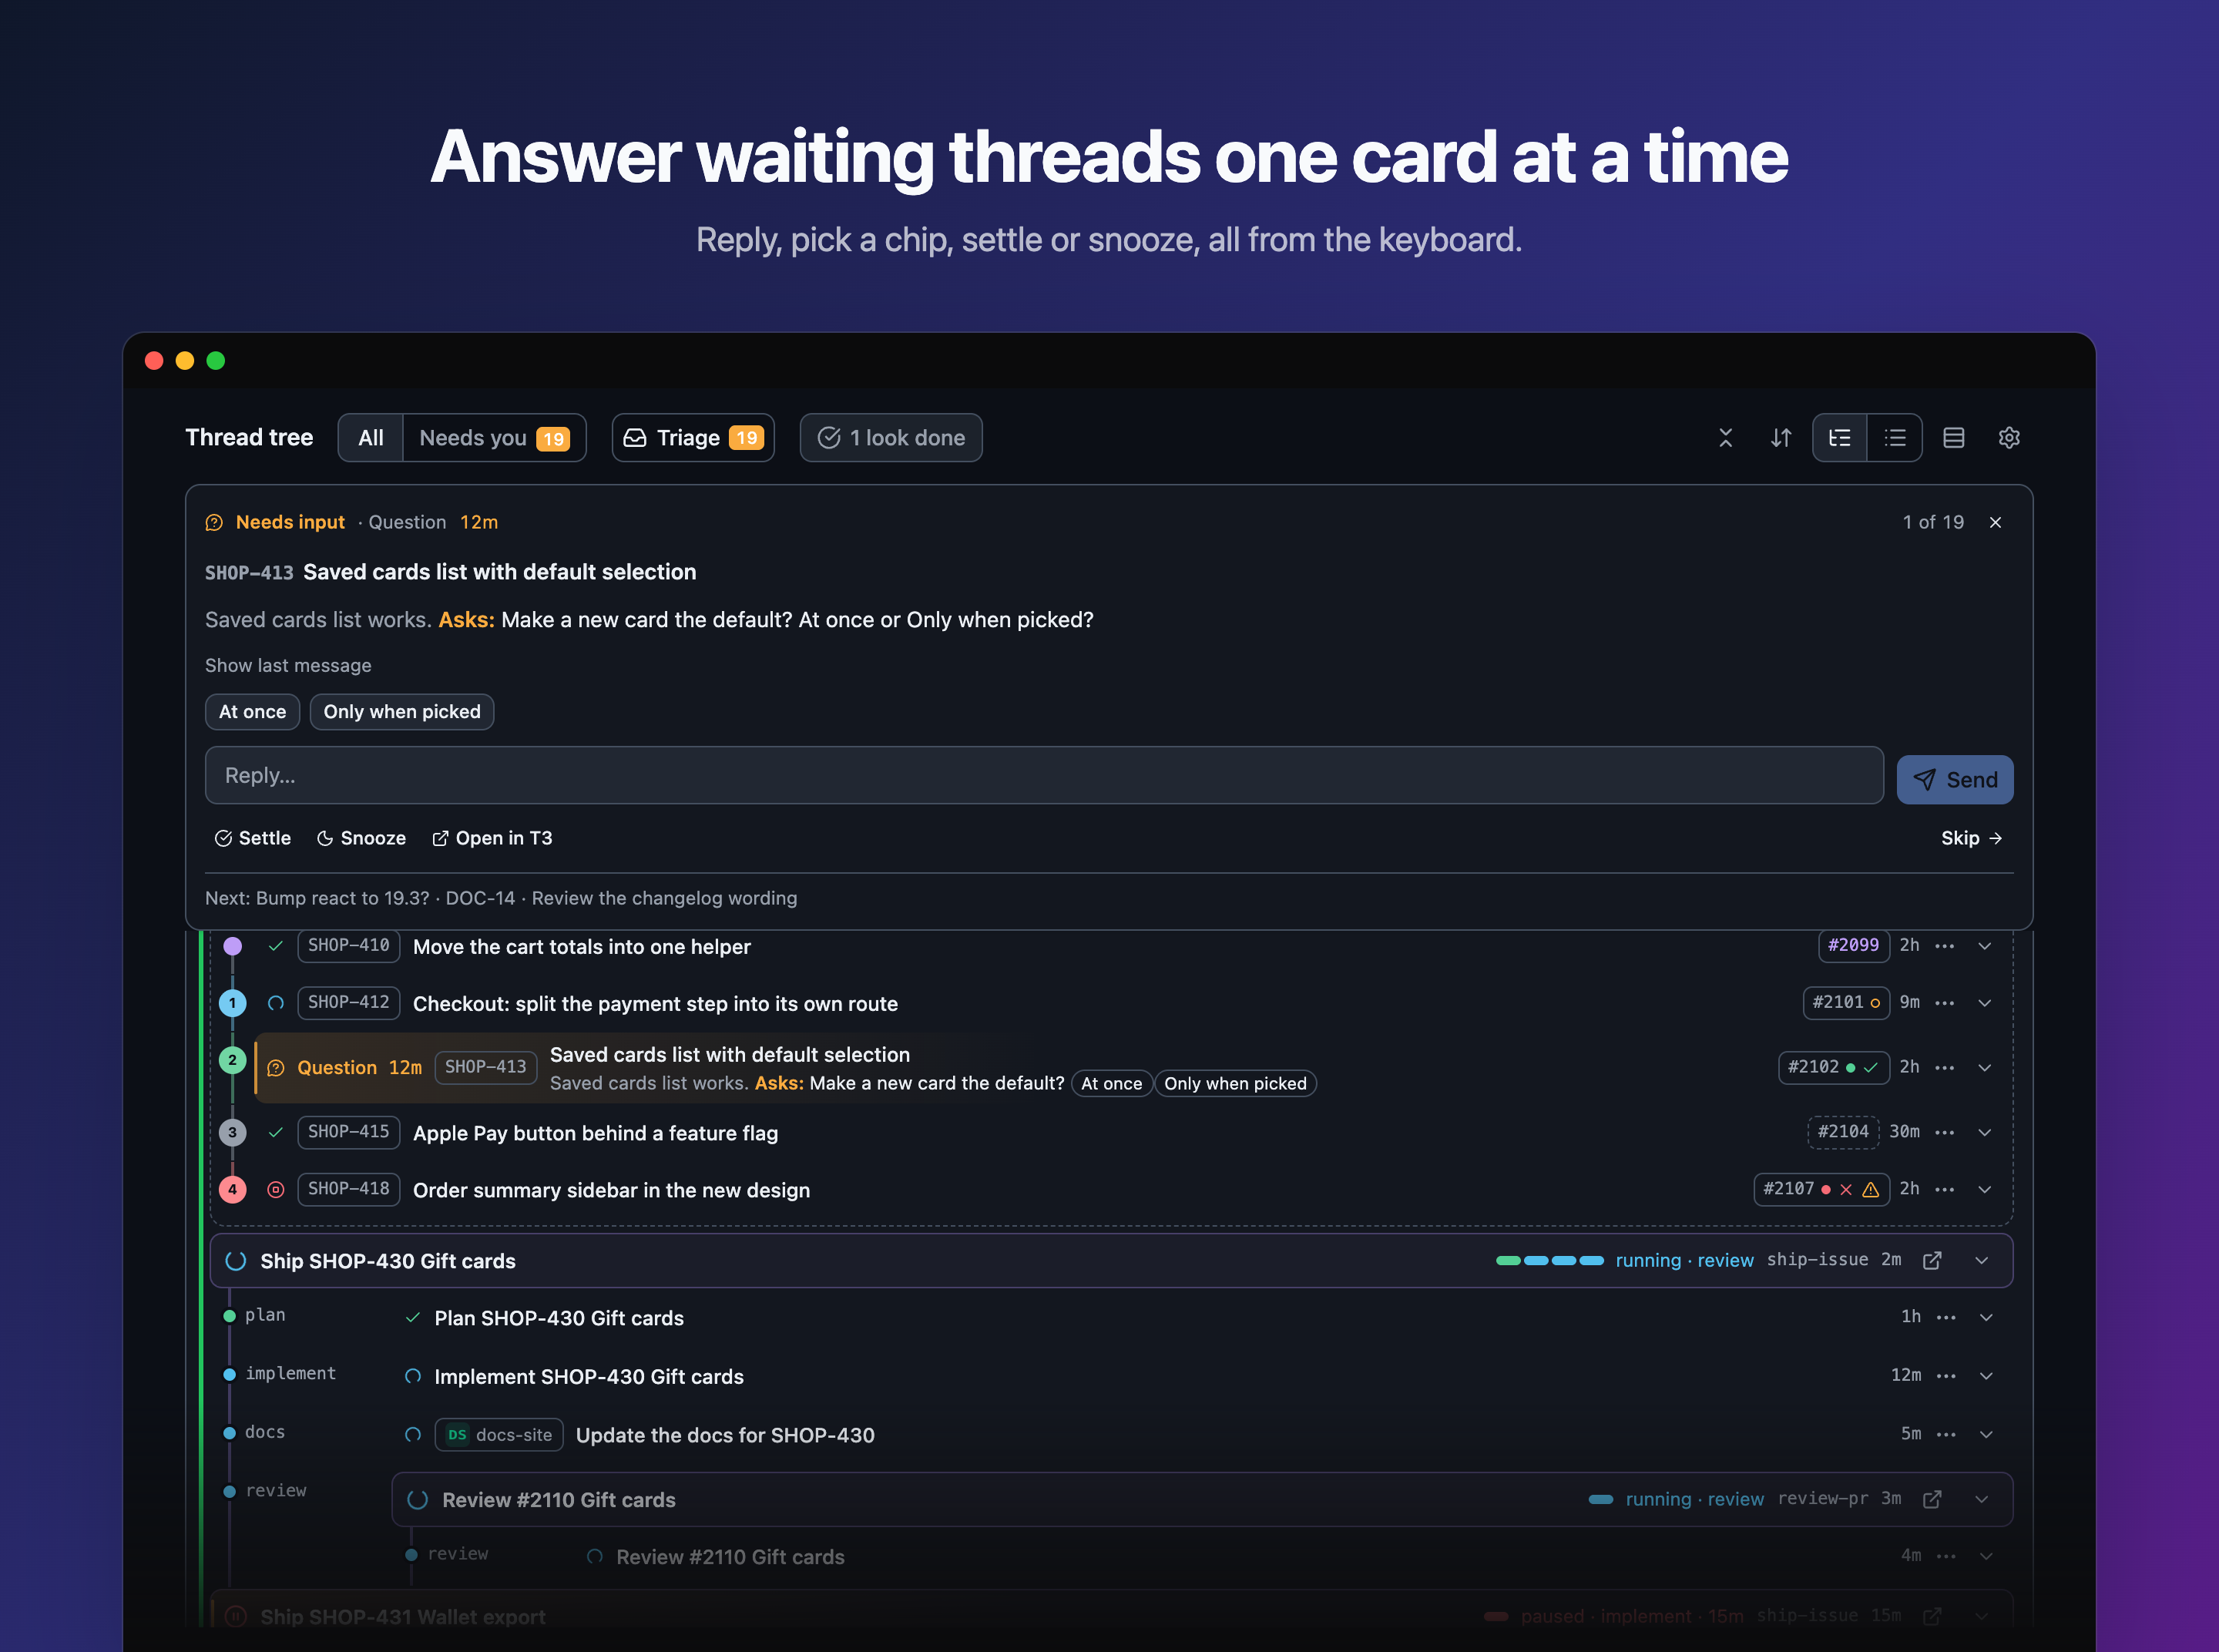 Answer waiting threads one card at a time
Reply, pick a chip, settle or snooze, all from the keyboard.
Thread tree All Needs you 19 Triage 19 1 look done
Needs input · Question 12m 1 of 19
SHOP-413 Saved cards list with default selection
Saved cards list works. Asks: Make a new card the default? At once or Only when picked?
Show last message
At once Only when picked
Reply... Send
Settle Snooze Open in T3 Skip →
Next: Bump react to 19.3? · DOC-14 · Review the changelog wording
SHOP-410 Move the cart totals into one helper #2099 2h
1 SHOP-412 Checkout: split the payment step into its own route #2101 9m
2 Question 12m SHOP-413 Saved cards list with default selection #2102 2h
Saved cards list works. Asks: Make a new card the default? At once Only when picked
3 SHOP-415 Apple Pay button behind a feature flag #2104 30m
4 SHOP-418 Order summary sidebar in the new design #2107 2h
Ship SHOP-430 Gift cards running · review ship-issue 2m
plan Plan SHOP-430 Gift cards 1h
implement Implement SHOP-430 Gift cards 12m
docs DS docs-site Update the docs for SHOP-430 5m
review Review #2110 Gift cards running · review review-pr 3m
review Review #2110 Gift cards 4m
Ship SHOP-431 Wallet export paused · implement · 15m ship-issue 15m